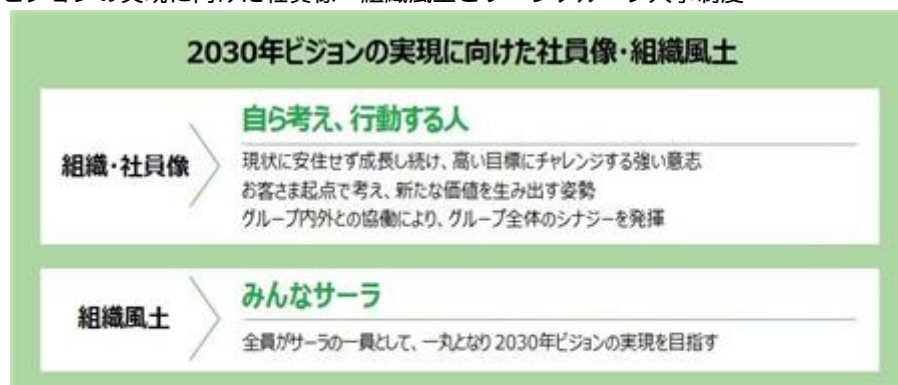 2030年ビジョンの実現に向けた社員像・組織風土
組織・社員像
自ら考え、行動する人
現状に安住せず成長し続け、高い目標にチャレンジする強い意志
お客さま起点で考え、新たな価値を生み出す姿勢
グループ内外との協働により、グループ全体のシナジーを発揮
組織風土
みんなサーラ
全員がサーラの一員として、一丸となり2030年ビジョンの実現を目指す